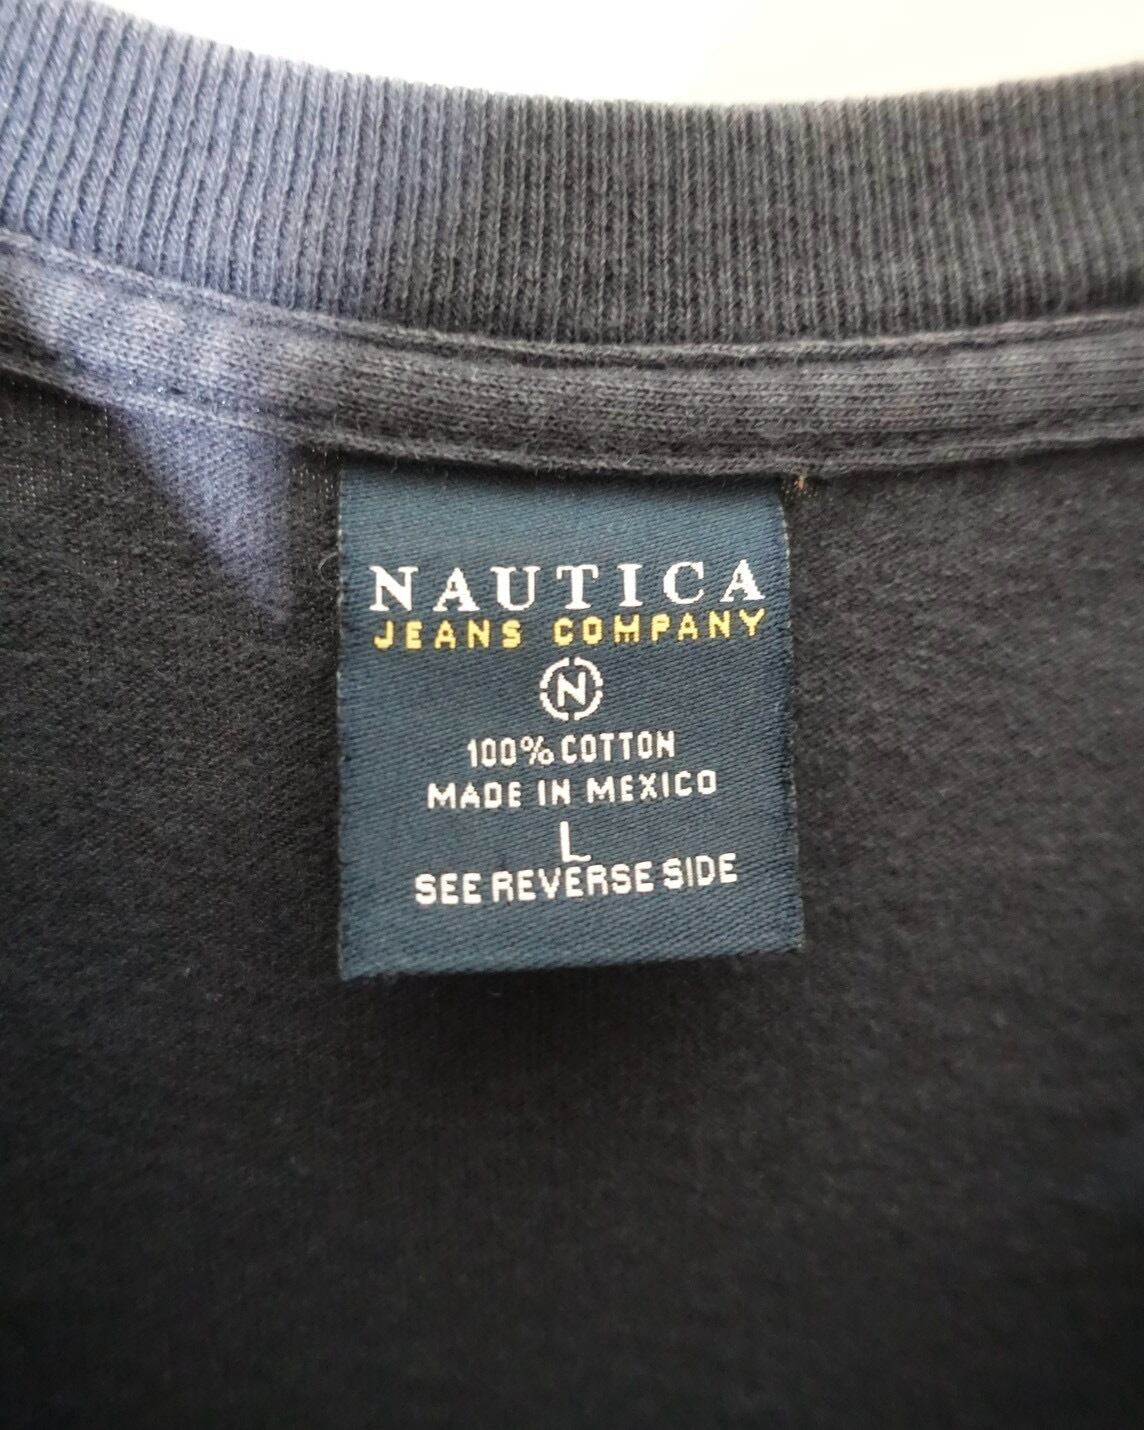 NAUTICA
JEANS COMPANY
N
100% COTTON
MADE IN MEXICO
L
SEE REVERSE SIDE